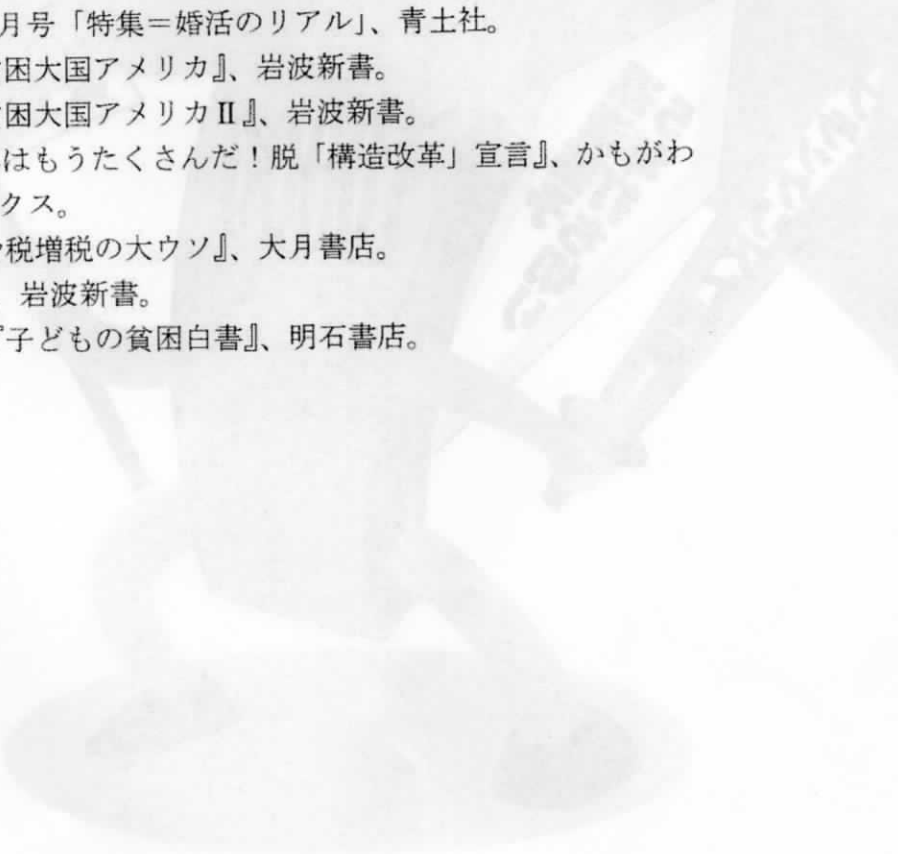 月号「特集=婚活のリアル」、青土社。
困大国アメリカ』、岩波新書。
困大国アメリカⅡ』、岩波新書。
はもうたくさんだ!脱「構造改革」宣言』、かもがわ
クス。
税増税の大ウソ』、大月書店。
岩波新書。
『子どもの貧困白書』、明石書店。